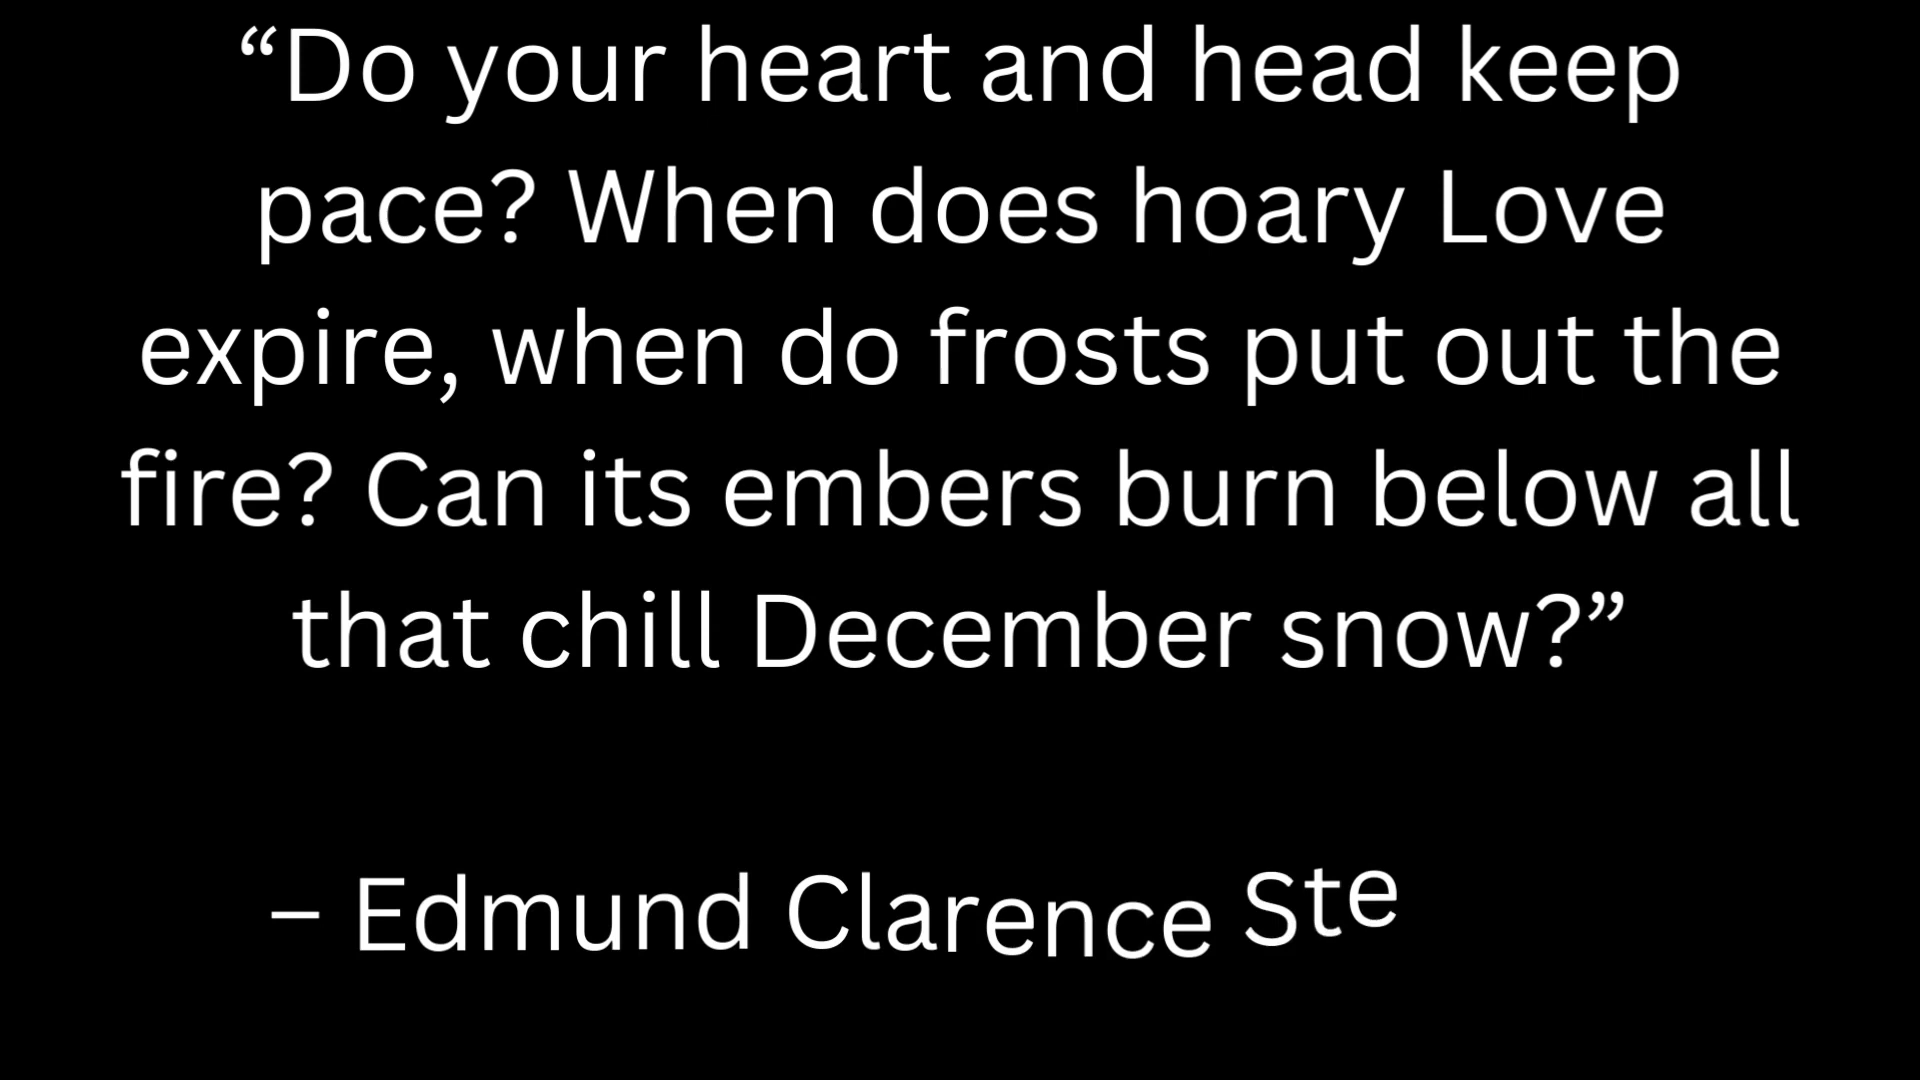 “Do your heart and head keep
pace? When does hoary Love
expire, when do frosts put out the
fire? Can its embers burn below all
that chill December snow?”
– Edmund Clarence Ste